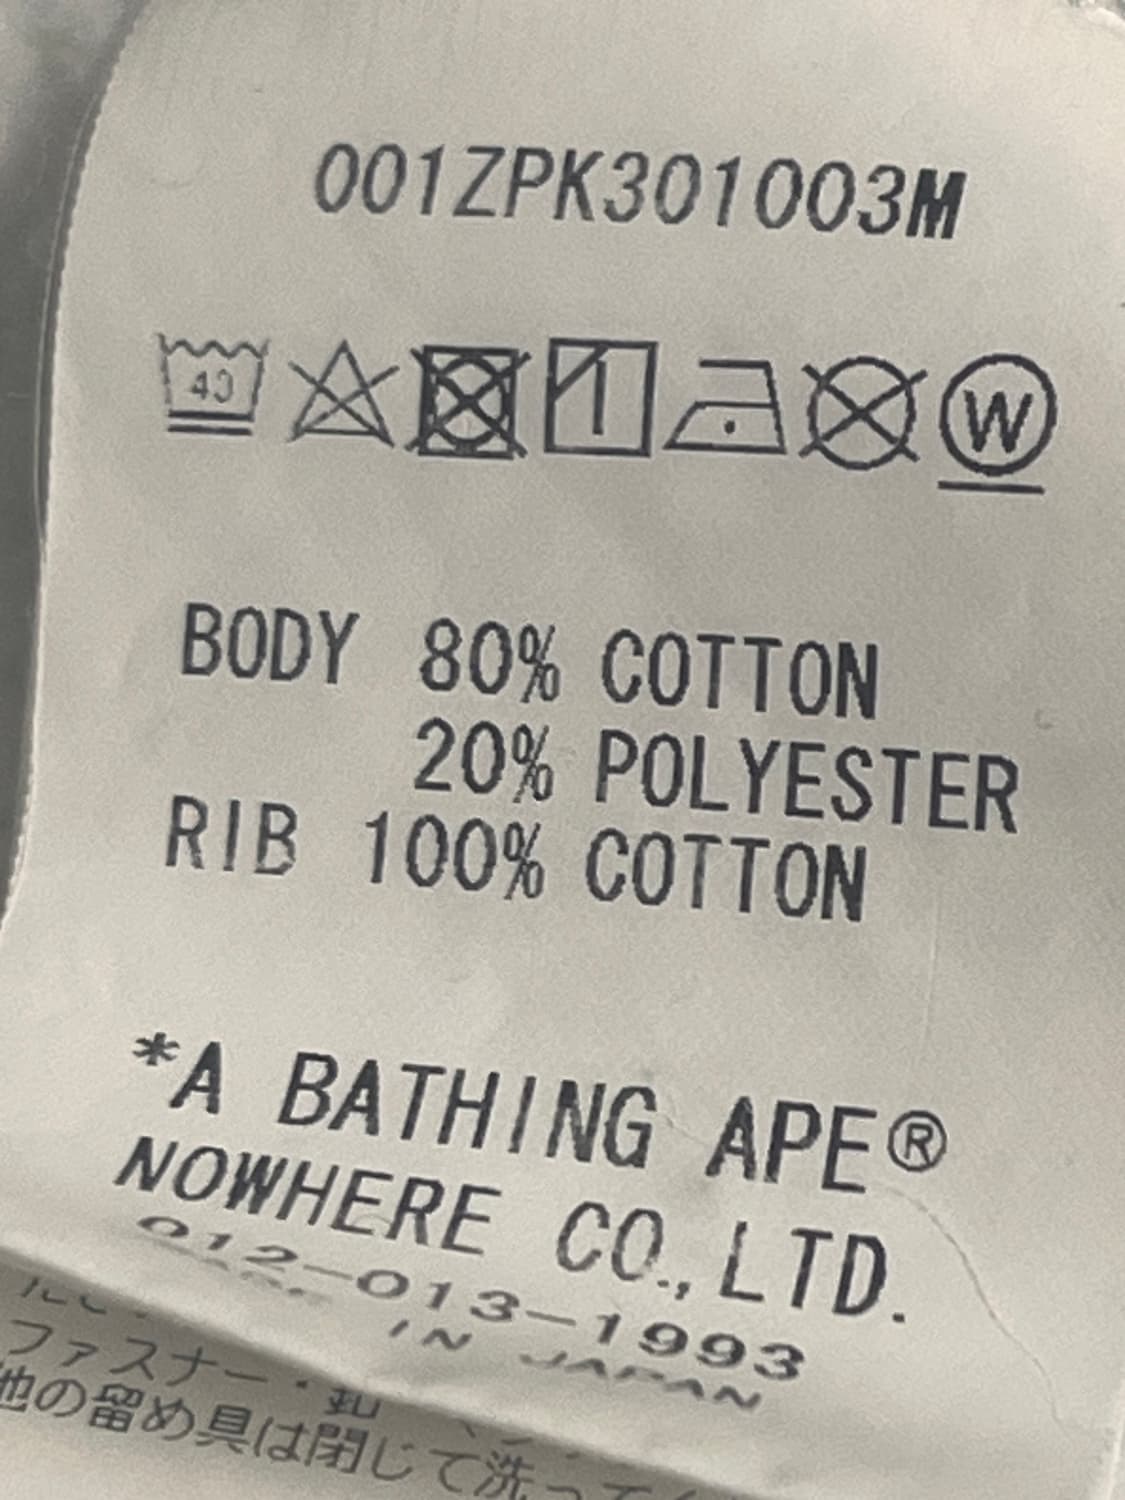 001ZPK301003M
40
W
BODY 80% COTTON
20% POLYESTER
RIB 100% COTTON
*A BATHING APE®
NOWHERE CO.,LTD.
012-013-1993
IN JAPAN
ファスナー・釦
他の留め具は閉じて洗って